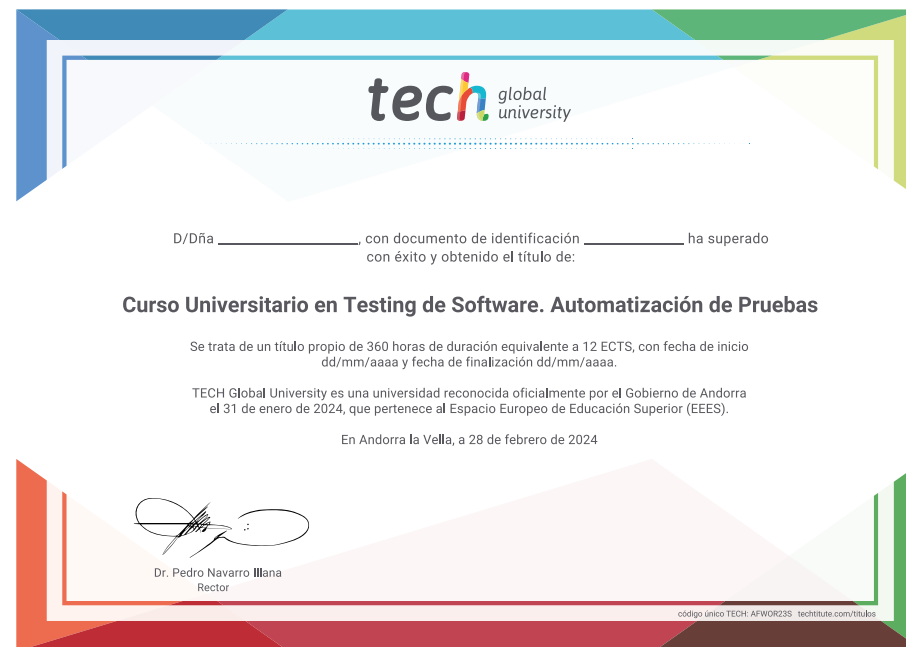 tech global university
D/Dña ____________________, con documento de identificación ______________ ha superado
con éxito y obtenido el título de:
Curso Universitario en Testing de Software. Automatización de Pruebas
Se trata de un título propio de 360 horas de duración equivalente a 12 ECTS, con fecha de inicio
dd/mm/aaaa y fecha de finalización dd/mm/aaaa.
TECH Global University es una universidad reconocida oficialmente por el Gobierno de Andorra
el 31 de enero de 2024, que pertenece al Espacio Europeo de Educación Superior (EEES).
En Andorra la Vella, a 28 de febrero de 2024
Dr. Pedro Navarro Illana
Rector
código único TECH: AFWOR23S techtitute.com/titulos